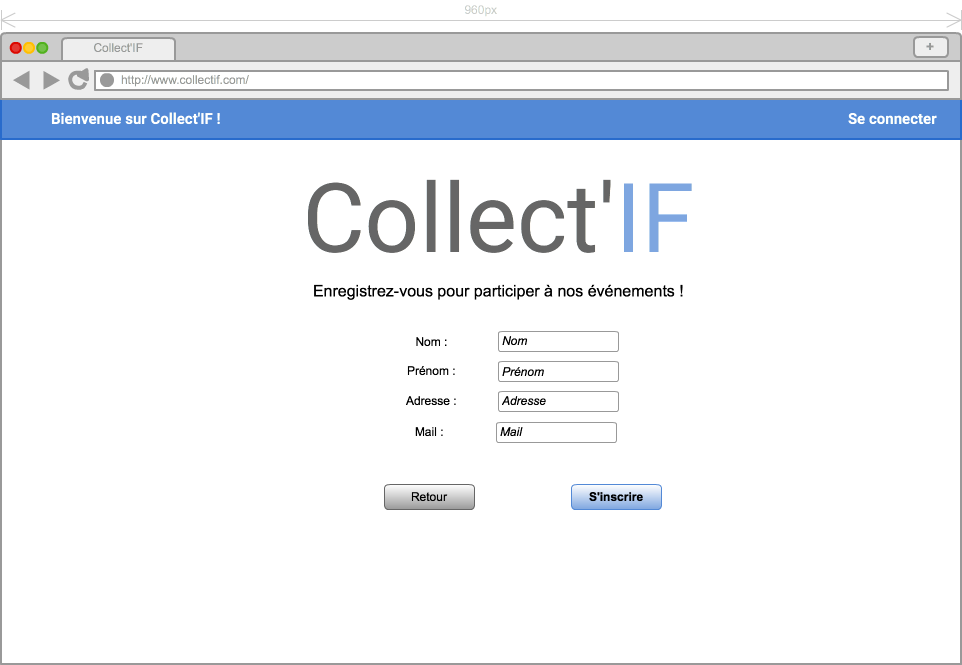 960px
Collect'IF
+
http://www.collectif.com/
Bienvenue sur Collect'IF ! Se connecter
Collect'IF
Enregistrez-vous pour participer à nos événements !
Nom : Nom
Prénom : Prénom
Adresse : Adresse
Mail : Mail
Retour S'inscrire